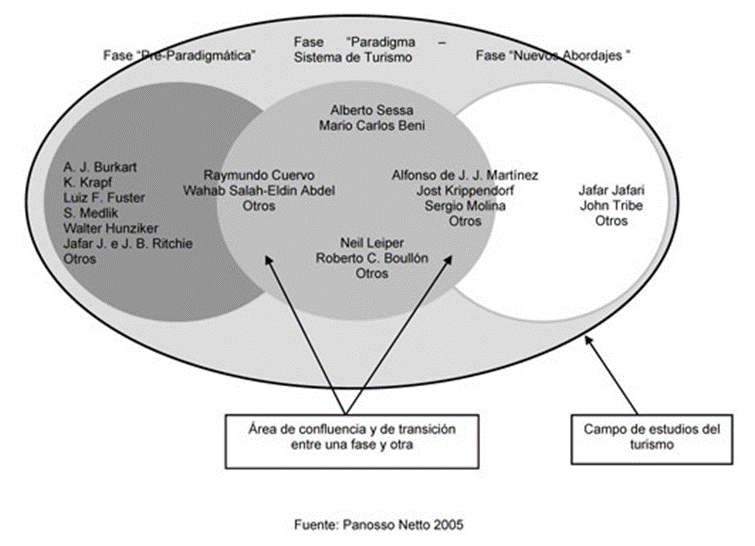 Fase “Pre-Paradigmática”
Fase “Paradigma –
Sistema de Turismo
Fase “Nuevos Abordajes ”
Alberto Sessa
Mario Carlos Beni
A. J. Burkart
K. Krapf
Luiz F. Fuster
S. Medlik
Walter Hunziker
Jafar J. e J. B. Ritchie
Otros
Raymundo Cuervo
Wahab Salah-Eldin Abdel
Otros
Alfonso de J. J. Martínez
Jost Krippendorf
Sergio Molina
Otros
Jafar Jafari
John Tribe
Otros
Neil Leiper
Roberto C. Boullón
Otros
Área de confluencia y de transición
entre una fase y otra
Campo de estudios del
turismo
Fuente: Panosso Netto 2005